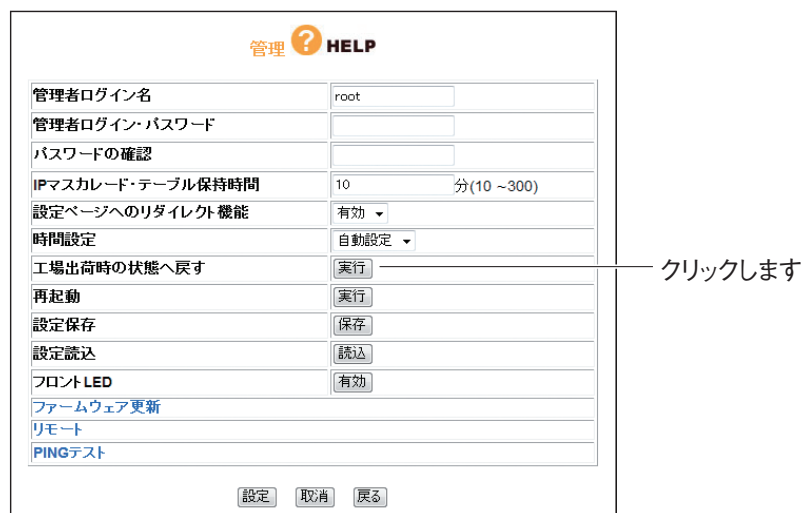 管理 ? HELP
管理者ログイン名 root
管理者ログイン・パスワード
パスワードの確認
IPマスカレード・テーブル保持時間 10 分(10 ~300)
設定ページへのリダイレクト機能 有効
時間設定 自動設定
工場出荷時の状態へ戻す 実行 クリックします
再起動 実行
設定保存 保存
設定読込 読込
フロントLED 有効
ファームウェア更新
リモート
PINGテスト
設定 取消 戻る